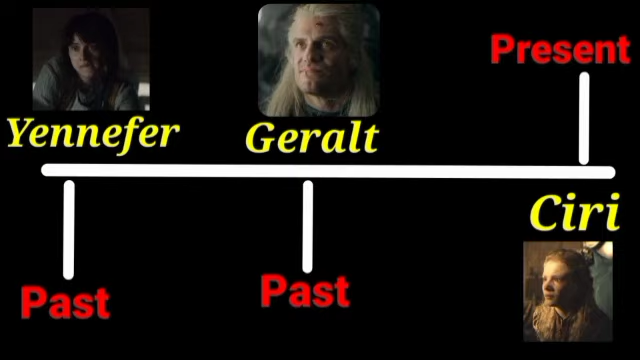 Present
Yennefer
Geralt
Ciri
Past
Past